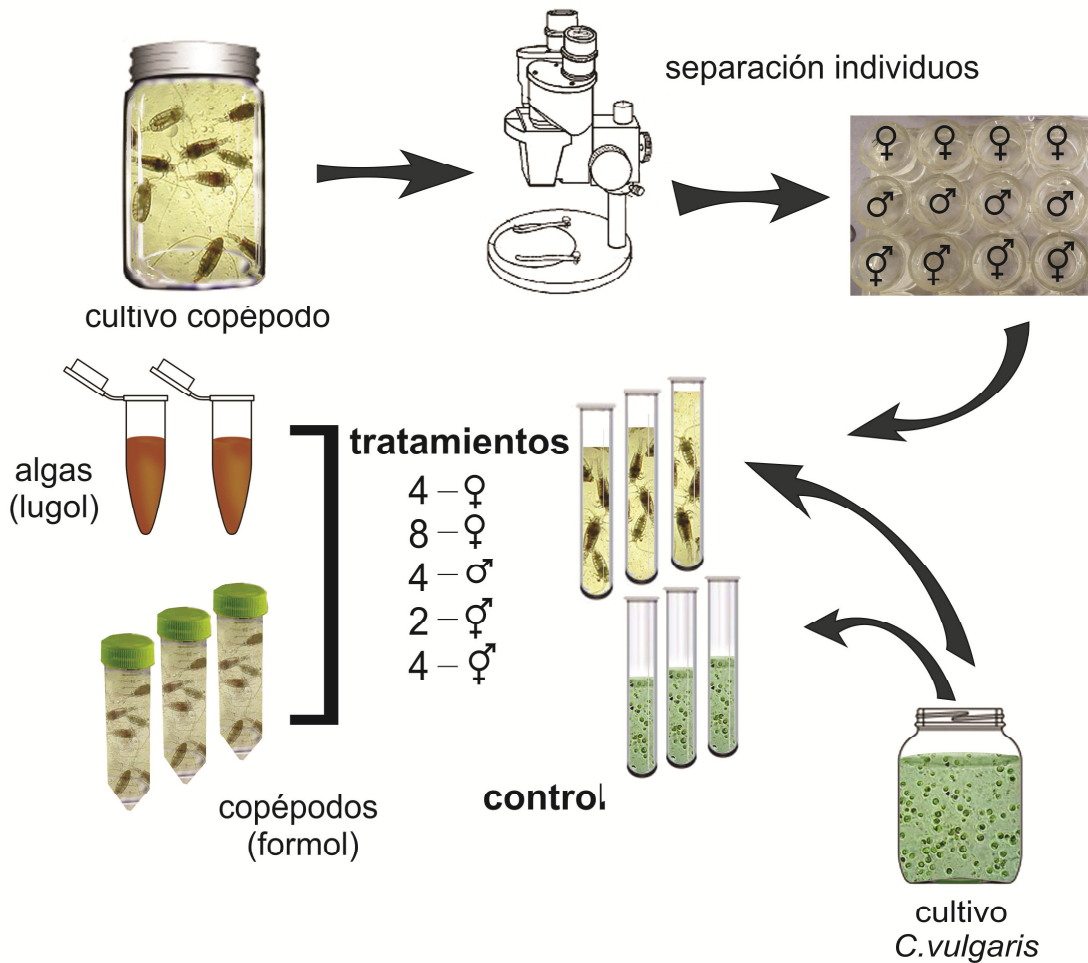 separación individuos
♀ ♀ ♀ ♀
♂ ♂ ♂ ♂
⚥ ⚥ ⚥ ⚥
cultivo copépodo
algas
(lugol)
tratamientos
4 – ♀
8 – ♀
4 – ♂
2 – ⚥
4 – ⚥
copépodos
(formol)
control
cultivo
C.vulgaris